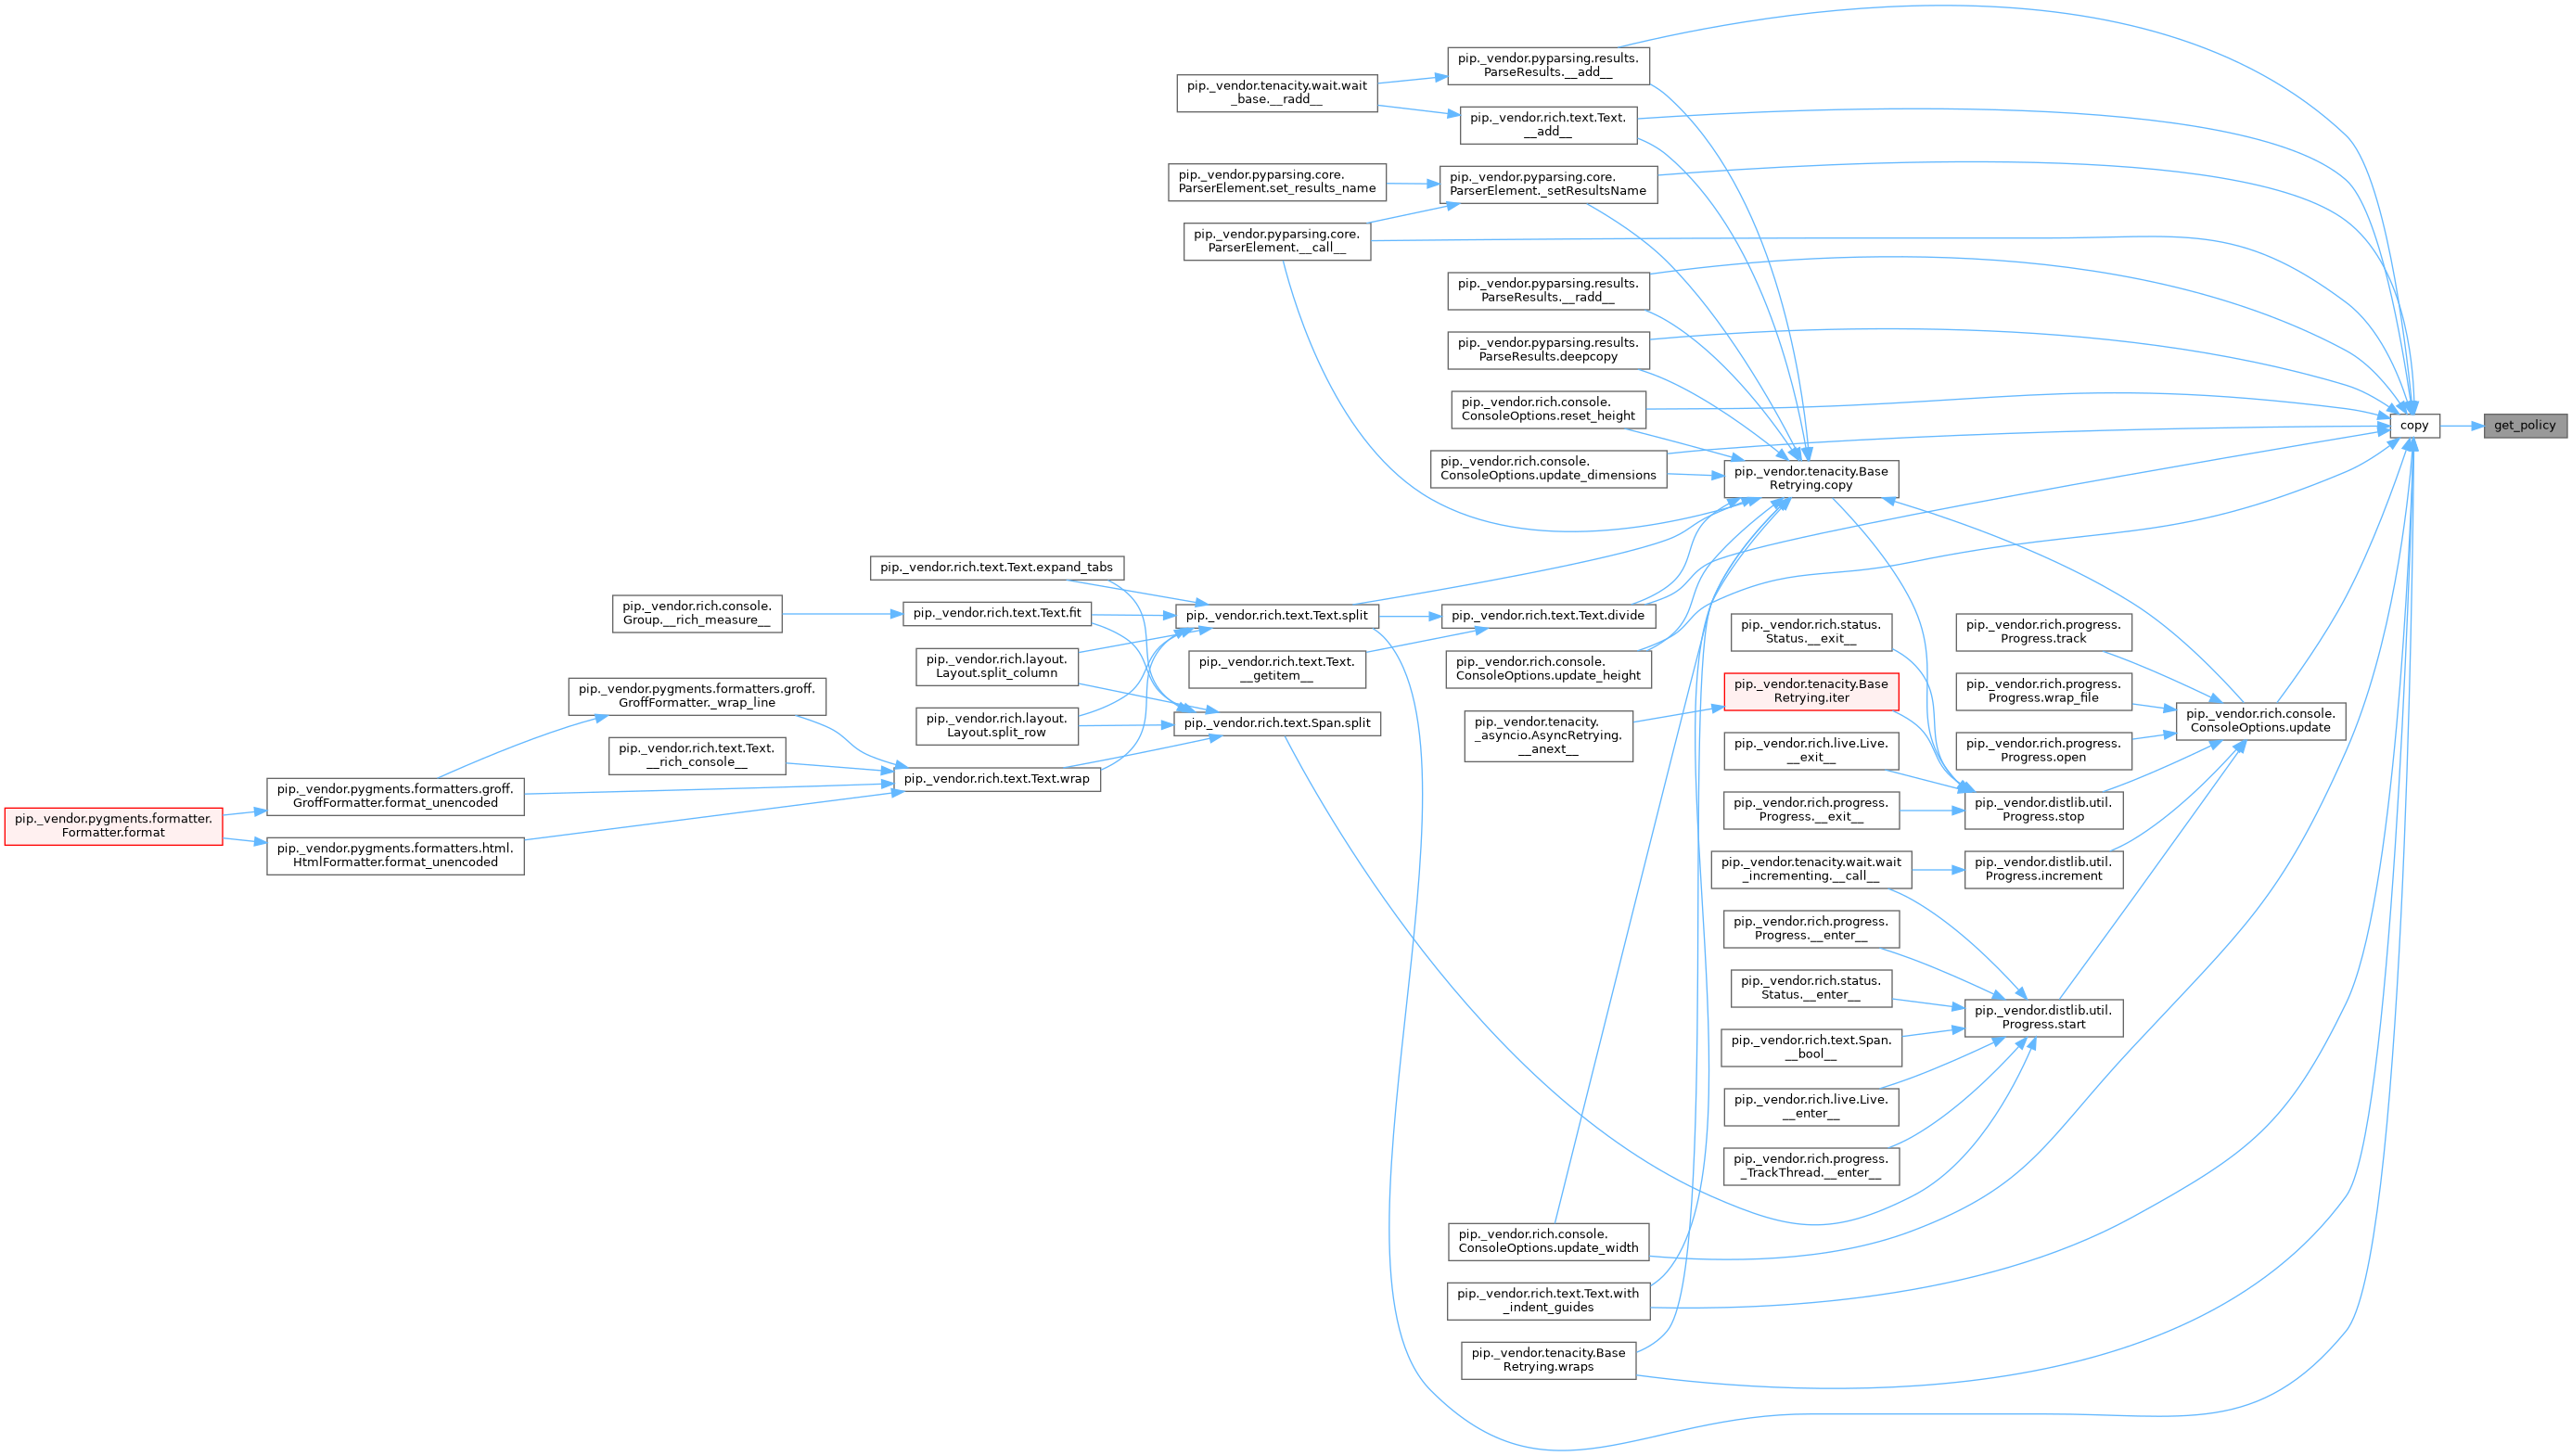 pip._vendor.pyparsing.results.
ParseResults.__add__
pip._vendor.tenacity.wait.wait
_base.__radd__
pip._vendor.rich.text.Text.
__add__
pip._vendor.pyparsing.core.
ParserElement.set_results_name
pip._vendor.pyparsing.core.
ParserElement._setResultsName
pip._vendor.pyparsing.core.
ParserElement.__call__
pip._vendor.pyparsing.results.
ParseResults.__radd__
pip._vendor.pyparsing.results.
ParseResults.deepcopy
pip._vendor.rich.console.
ConsoleOptions.reset_height
copy
get_policy
pip._vendor.rich.console.
ConsoleOptions.update_dimensions
pip._vendor.tenacity.Base
Retrying.copy
pip._vendor.rich.text.Text.expand_tabs
pip._vendor.rich.console.
Group.__rich_measure__
pip._vendor.rich.text.Text.fit
pip._vendor.rich.text.Text.split
pip._vendor.rich.text.Text.divide
pip._vendor.rich.status.
Status.__exit__
pip._vendor.rich.progress.
Progress.track
pip._vendor.rich.layout.
Layout.split_column
pip._vendor.rich.text.Text.
__getitem__
pip._vendor.rich.console.
ConsoleOptions.update_height
pip._vendor.tenacity.Base
Retrying.iter
pip._vendor.rich.progress.
Progress.wrap_file
pip._vendor.pygments.formatters.groff.
GroffFormatter._wrap_line
pip._vendor.rich.layout.
Layout.split_row
pip._vendor.rich.text.Span.split
pip._vendor.tenacity.
_asyncio.AsyncRetrying.
__anext__
pip._vendor.rich.console.
ConsoleOptions.update
pip._vendor.rich.text.Text.
__rich_console__
pip._vendor.rich.live.Live.
__exit__
pip._vendor.rich.progress.
Progress.open
pip._vendor.rich.text.Text.wrap
pip._vendor.pygments.formatters.groff.
GroffFormatter.format_unencoded
pip._vendor.rich.progress.
Progress.__exit__
pip._vendor.distlib.util.
Progress.stop
pip._vendor.pygments.formatter.
Formatter.format
pip._vendor.pygments.formatters.html.
HtmlFormatter.format_unencoded
pip._vendor.tenacity.wait.wait
_incrementing.__call__
pip._vendor.distlib.util.
Progress.increment
pip._vendor.rich.progress.
Progress.__enter__
pip._vendor.rich.status.
Status.__enter__
pip._vendor.distlib.util.
Progress.start
pip._vendor.rich.text.Span.
__bool__
pip._vendor.rich.live.Live.
__enter__
pip._vendor.rich.progress.
_TrackThread.__enter__
pip._vendor.rich.console.
ConsoleOptions.update_width
pip._vendor.rich.text.Text.with
_indent_guides
pip._vendor.tenacity.Base
Retrying.wraps